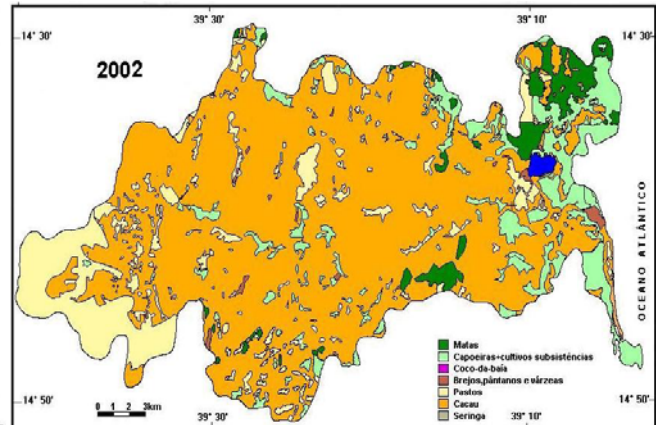 39° 30' 39° 10'
14° 30' 14° 30'
2002
OCEANO ATLÂNTICO
Matas
Capoeiras+cultivos subsistências
Coco-da-baía
Brejos,pântanos e várzeas
Pastos
Cacau
Seringa
0 1 2 3km
14° 50' 14° 50'
39° 30' 39° 10'